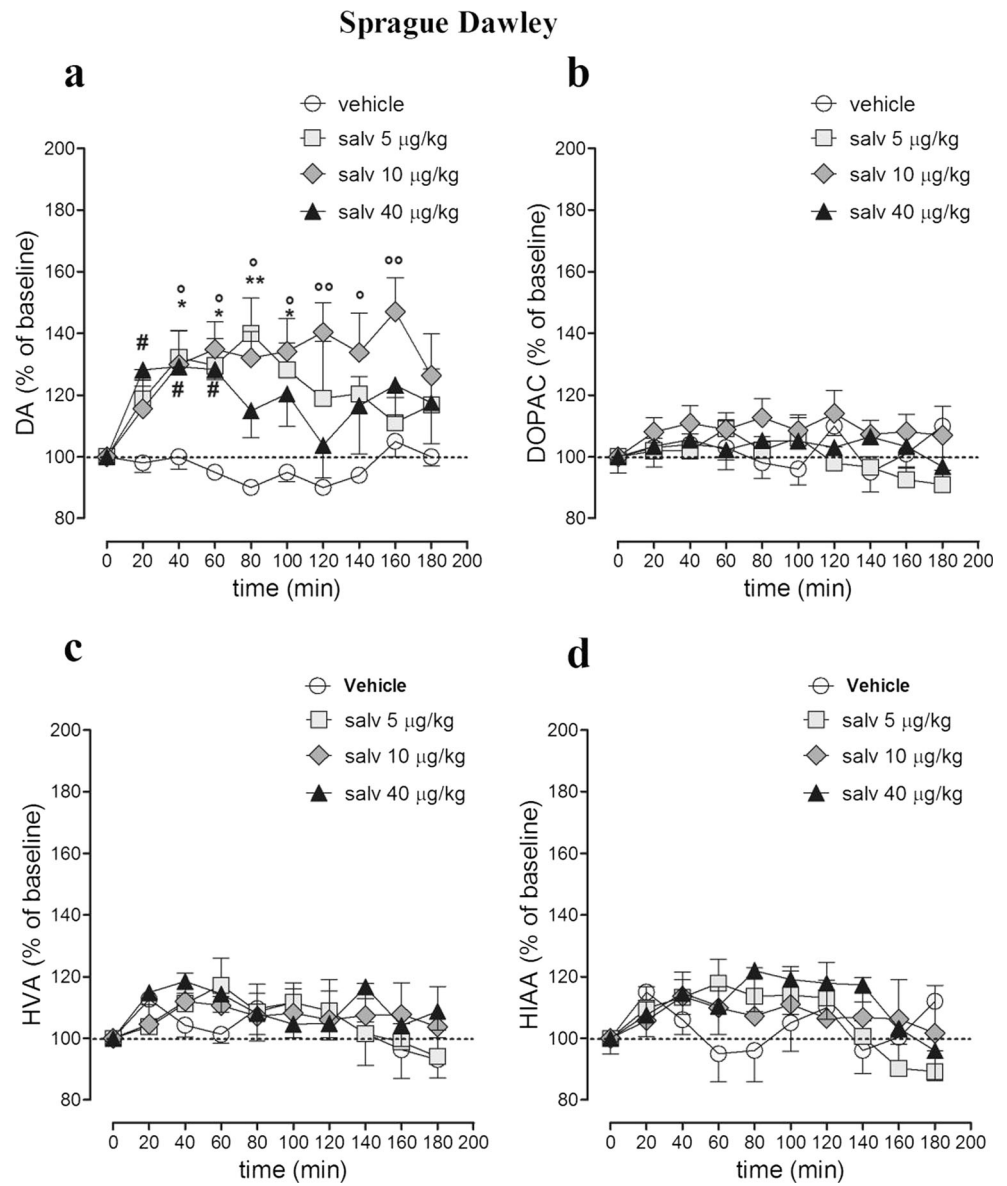 Sprague Dawley
a
vehicle
salv 5 μg/kg
salv 10 μg/kg
salv 40 μg/kg
DA (% of baseline)
200
180
160
140
120
100
80
°° 
° ** 
° * 
° * 
° * 
°° 
° 
# 
# #
0 20 40 60 80 100 120 140 160 180 200
time (min)
b
vehicle
salv 5 μg/kg
salv 10 μg/kg
salv 40 μg/kg
DOPAC (% of baseline)
200
180
160
140
120
100
80
0 20 40 60 80 100 120 140 160 180 200
time (min)
c
Vehicle
salv 5 μg/kg
salv 10 μg/kg
salv 40 μg/kg
HVA (% of baseline)
200
180
160
140
120
100
80
0 20 40 60 80 100 120 140 160 180 200
time (min)
d
Vehicle
salv 5 μg/kg
salv 10 μg/kg
salv 40 μg/kg
HIAA (% of baseline)
200
180
160
140
120
100
80
0 20 40 60 80 100 120 140 160 180 200
time (min)